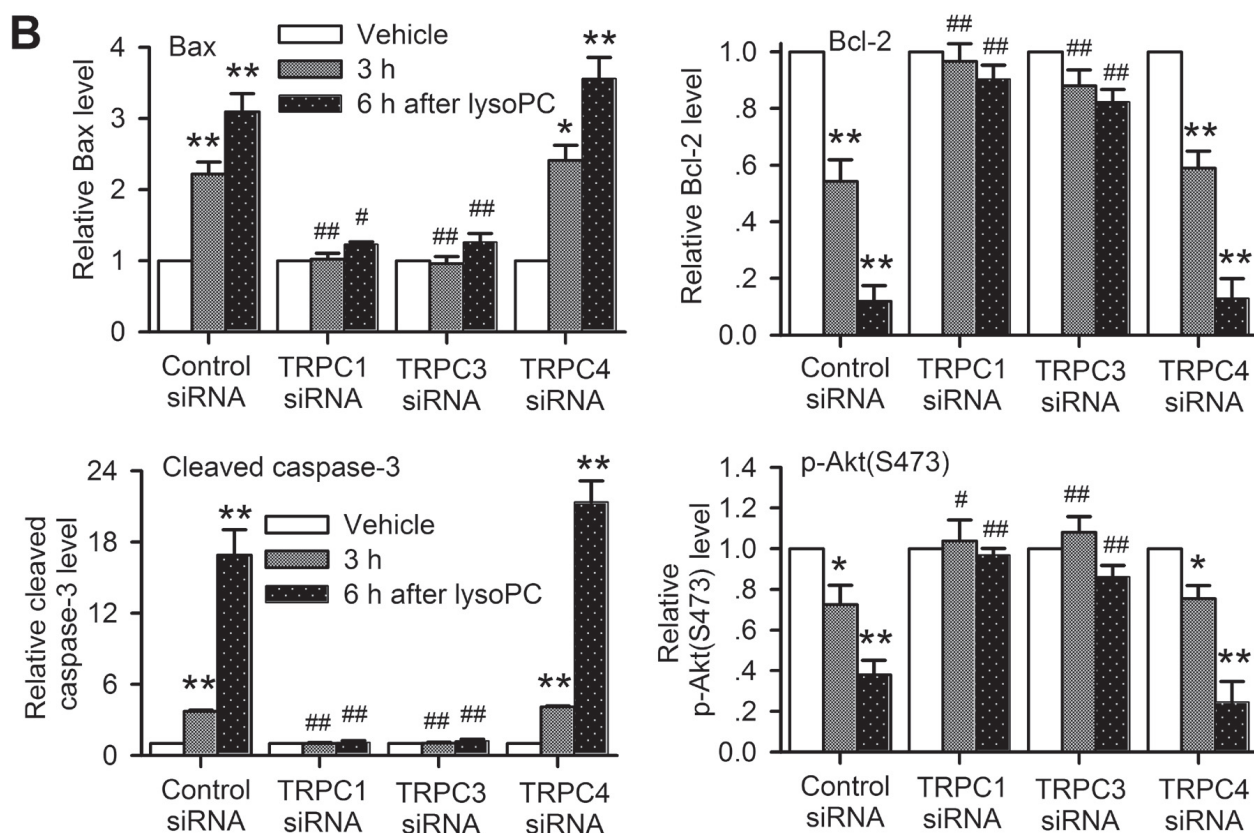 B
Bax
Vehicle
3 h
6 h after lysoPC
Relative Bax level
4
3
2
1
0
**
**
##
#
##
##
*
**
Control
siRNA
TRPC1
siRNA
TRPC3
siRNA
TRPC4
siRNA
Bcl-2
Relative Bcl-2 level
1.0
.8
.6
.4
.2
0.0
**
**
##
##
##
##
**
**
Control
siRNA
TRPC1
siRNA
TRPC3
siRNA
TRPC4
siRNA
Cleaved caspase-3
Vehicle
3 h
6 h after lysoPC
Relative cleaved
caspase-3 level
24
18
12
6
0
**
**
##
##
##
##
**
**
Control
siRNA
TRPC1
siRNA
TRPC3
siRNA
TRPC4
siRNA
p-Akt(S473)
Relative
p-Akt(S473) level
1.4
1.2
1.0
.8
.6
.4
.2
0.0
*
**
#
##
##
##
*
**
Control
siRNA
TRPC1
siRNA
TRPC3
siRNA
TRPC4
siRNA